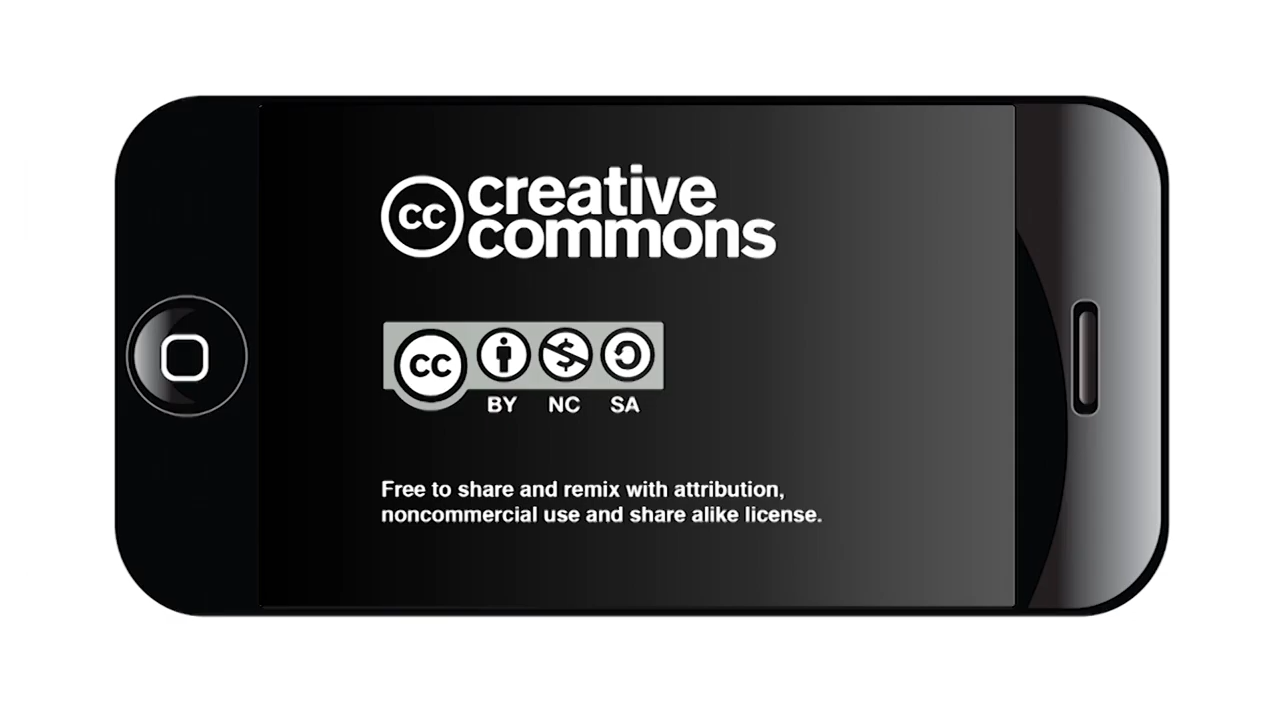 cc creative
commons
cc
BY NC SA
Free to share and remix with attribution,
noncommercial use and share alike license.